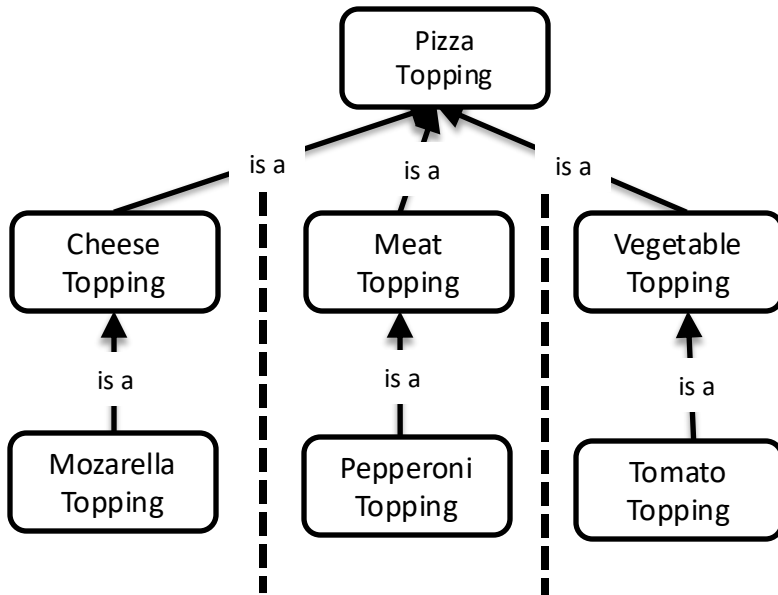 Pizza
Topping
is a
is a
is a
Cheese
Topping
Meat
Topping
Vegetable
Topping
is a
is a
is a
Mozarella
Topping
Pepperoni
Topping
Tomato
Topping